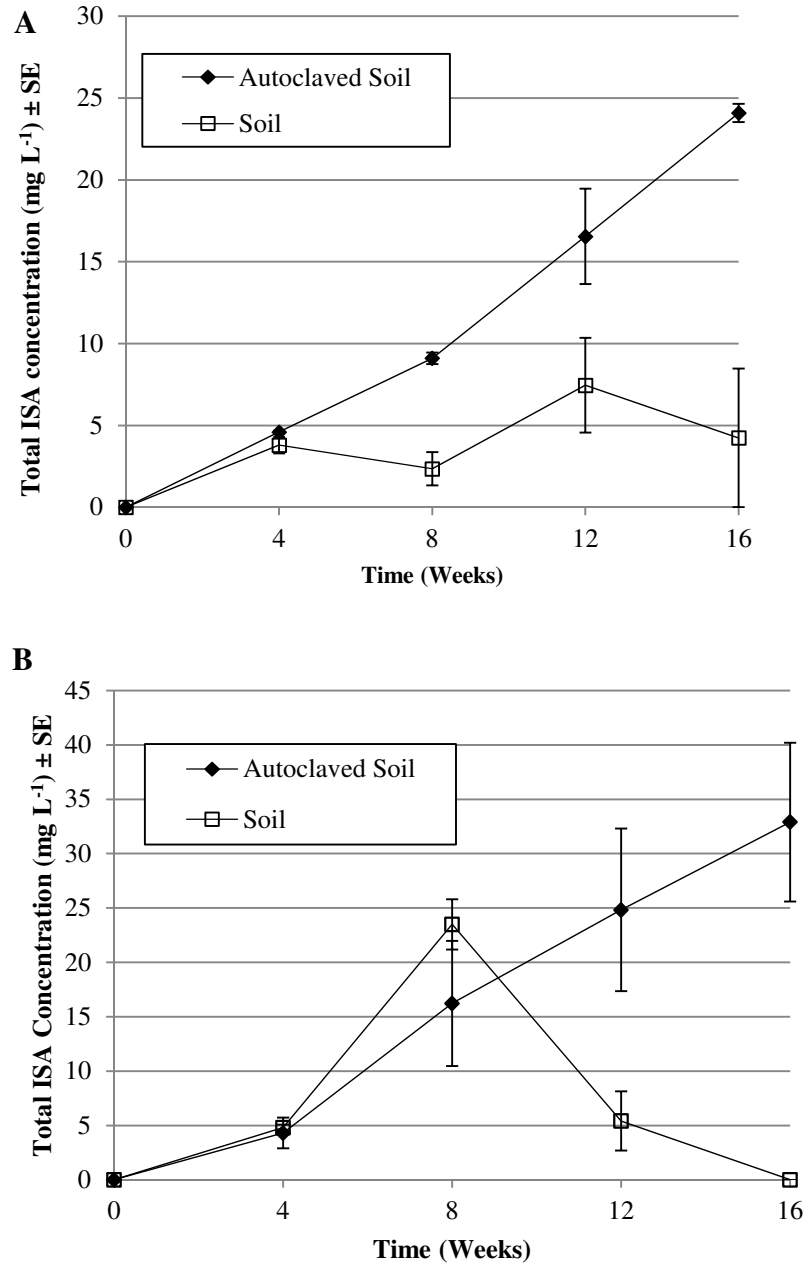 A
Total ISA concentration (mg L-1) ± SE
30
25
20
15
10
5
0
Autoclaved Soil
Soil
0 4 8 12 16
Time (Weeks)
B
Total ISA Concentration (mg L-1) ± SE
45
40
35
30
25
20
15
10
5
0
Autoclaved Soil
Soil
0 4 8 12 16
Time (Weeks)